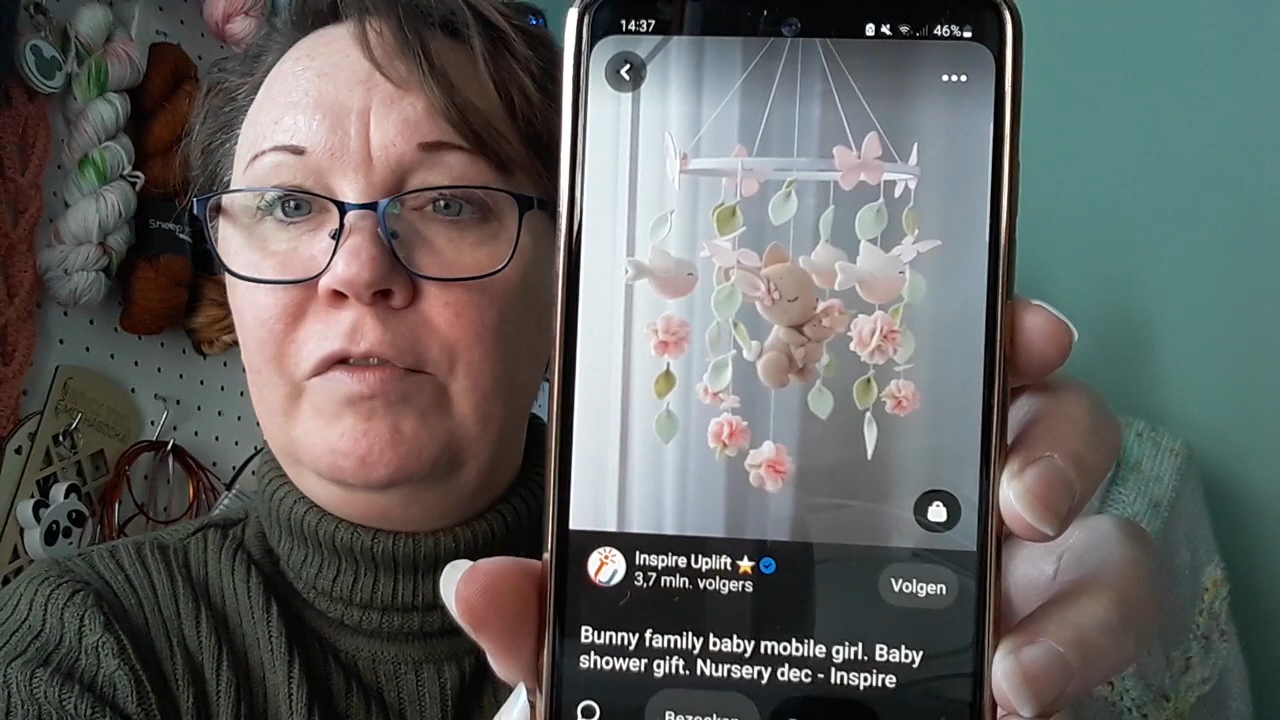 14:37
46%
Sheep
Inspire Uplift
3,7 mln. volgers
Volgen
Bunny family baby mobile girl. Baby
shower gift. Nursery dec - Inspire
Bezoeken